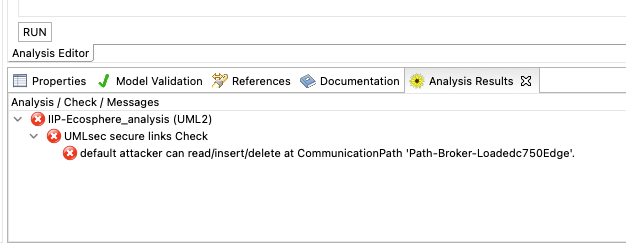 RUN
Analysis Editor
Properties Model Validation References Documentation Analysis Results
Analysis / Check / Messages
IIP-Ecosphere_analysis (UML2)
UMLsec secure links Check
default attacker can read/insert/delete at CommunicationPath 'Path-Broker-Loadedc750Edge'.